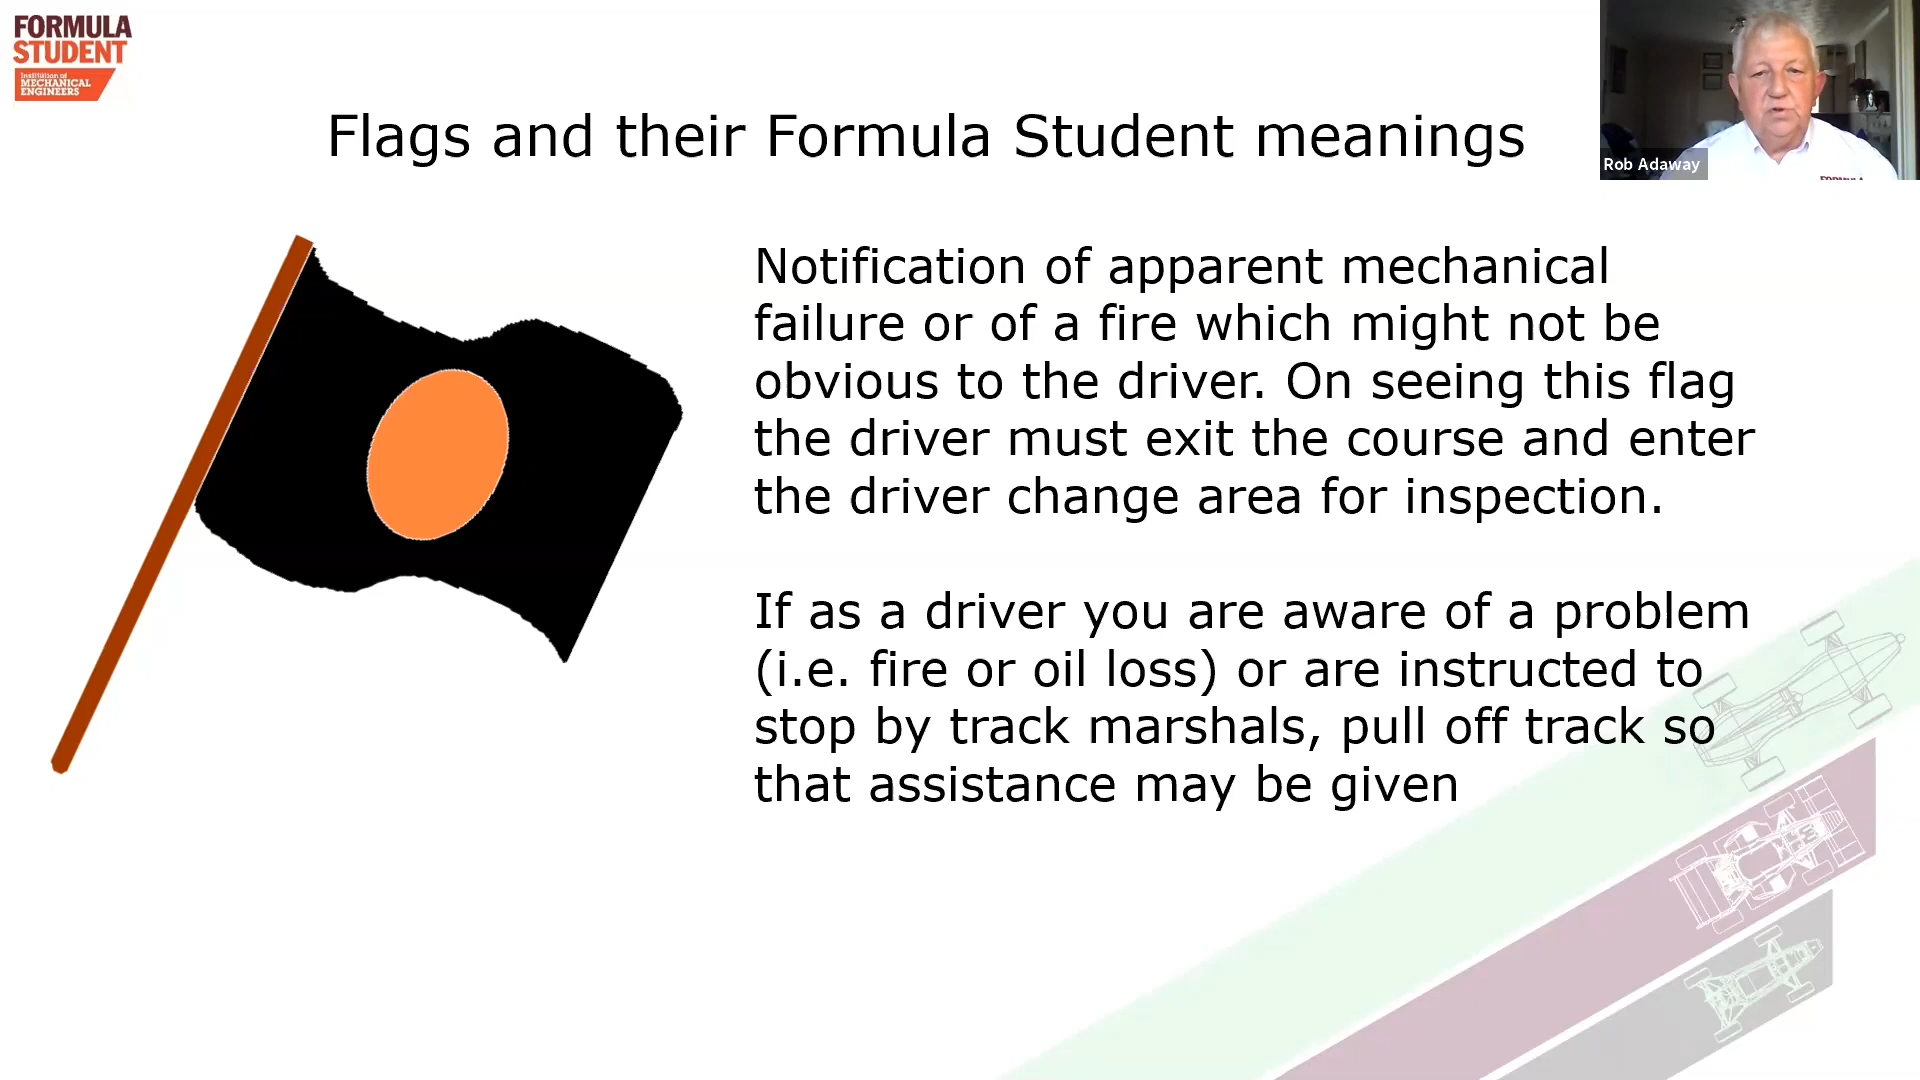 FORMULA
STUDENT
Institution of
MECHANICAL
ENGINEERS
Rob Adaway
Flags and their Formula Student meanings
Notification of apparent mechanical
failure or of a fire which might not be
obvious to the driver. On seeing this flag
the driver must exit the course and enter
the driver change area for inspection.
If as a driver you are aware of a problem
(i.e. fire or oil loss) or are instructed to
stop by track marshals, pull off track so
that assistance may be given